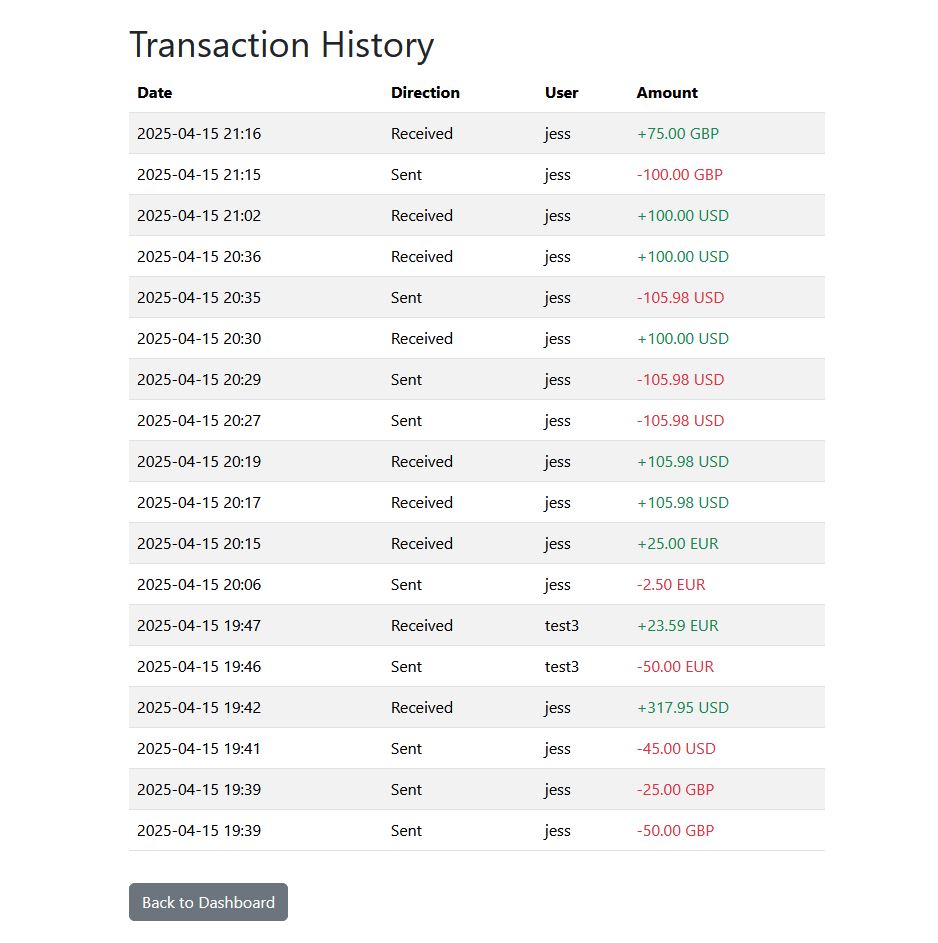 Transaction History
Date Direction User Amount
2025-04-15 21:16 Received jess +75.00 GBP
2025-04-15 21:15 Sent jess -100.00 GBP
2025-04-15 21:02 Received jess +100.00 USD
2025-04-15 20:36 Received jess +100.00 USD
2025-04-15 20:35 Sent jess -105.98 USD
2025-04-15 20:30 Received jess +100.00 USD
2025-04-15 20:29 Sent jess -105.98 USD
2025-04-15 20:27 Sent jess -105.98 USD
2025-04-15 20:19 Received jess +105.98 USD
2025-04-15 20:17 Received jess +105.98 USD
2025-04-15 20:15 Received jess +25.00 EUR
2025-04-15 20:06 Sent jess -2.50 EUR
2025-04-15 19:47 Received test3 +23.59 EUR
2025-04-15 19:46 Sent test3 -50.00 EUR
2025-04-15 19:42 Received jess +317.95 USD
2025-04-15 19:41 Sent jess -45.00 USD
2025-04-15 19:39 Sent jess -25.00 GBP
2025-04-15 19:39 Sent jess -50.00 GBP
Back to Dashboard